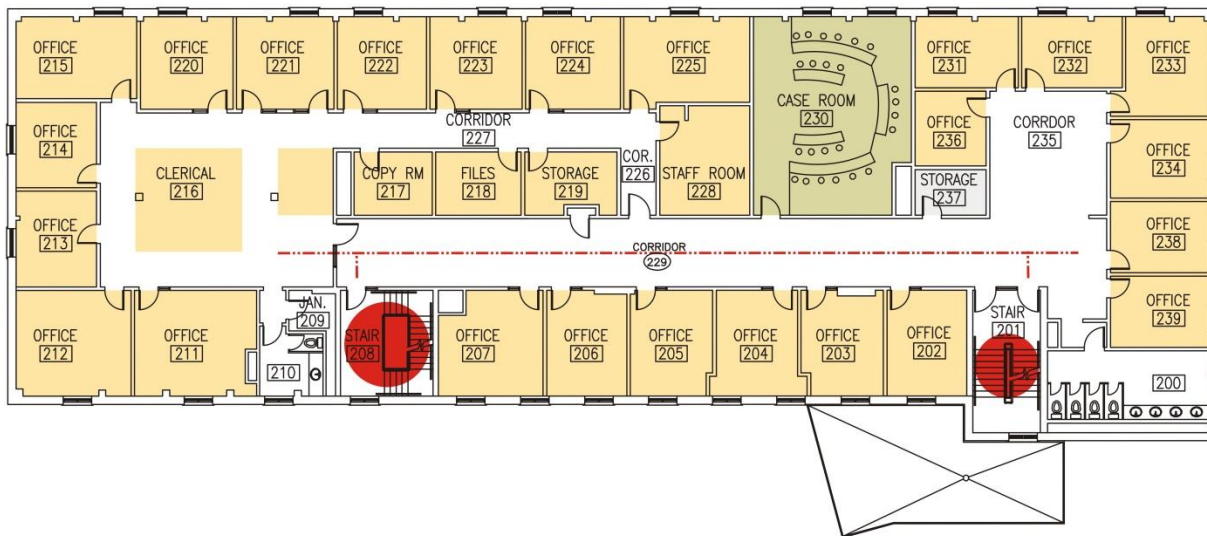 OFFICE
215
OFFICE
220
OFFICE
221
OFFICE
222
OFFICE
223
OFFICE
224
OFFICE
225
CASE ROOM
230
OFFICE
231
OFFICE
232
OFFICE
233
OFFICE
214
CLERICAL
216
CORRIDOR
227
COPY RM
217
FILES
218
STORAGE
219
COR.
226
STAFF ROOM
228
OFFICE
236
CORRDOR
235
OFFICE
234
STORAGE
237
OFFICE
213
CORRIDOR
229
OFFICE
238
OFFICE
212
OFFICE
211
JAN.
209
210
STAIR
208
OFFICE
207
OFFICE
206
OFFICE
205
OFFICE
204
OFFICE
203
OFFICE
202
STAIR
201
OFFICE
239
200